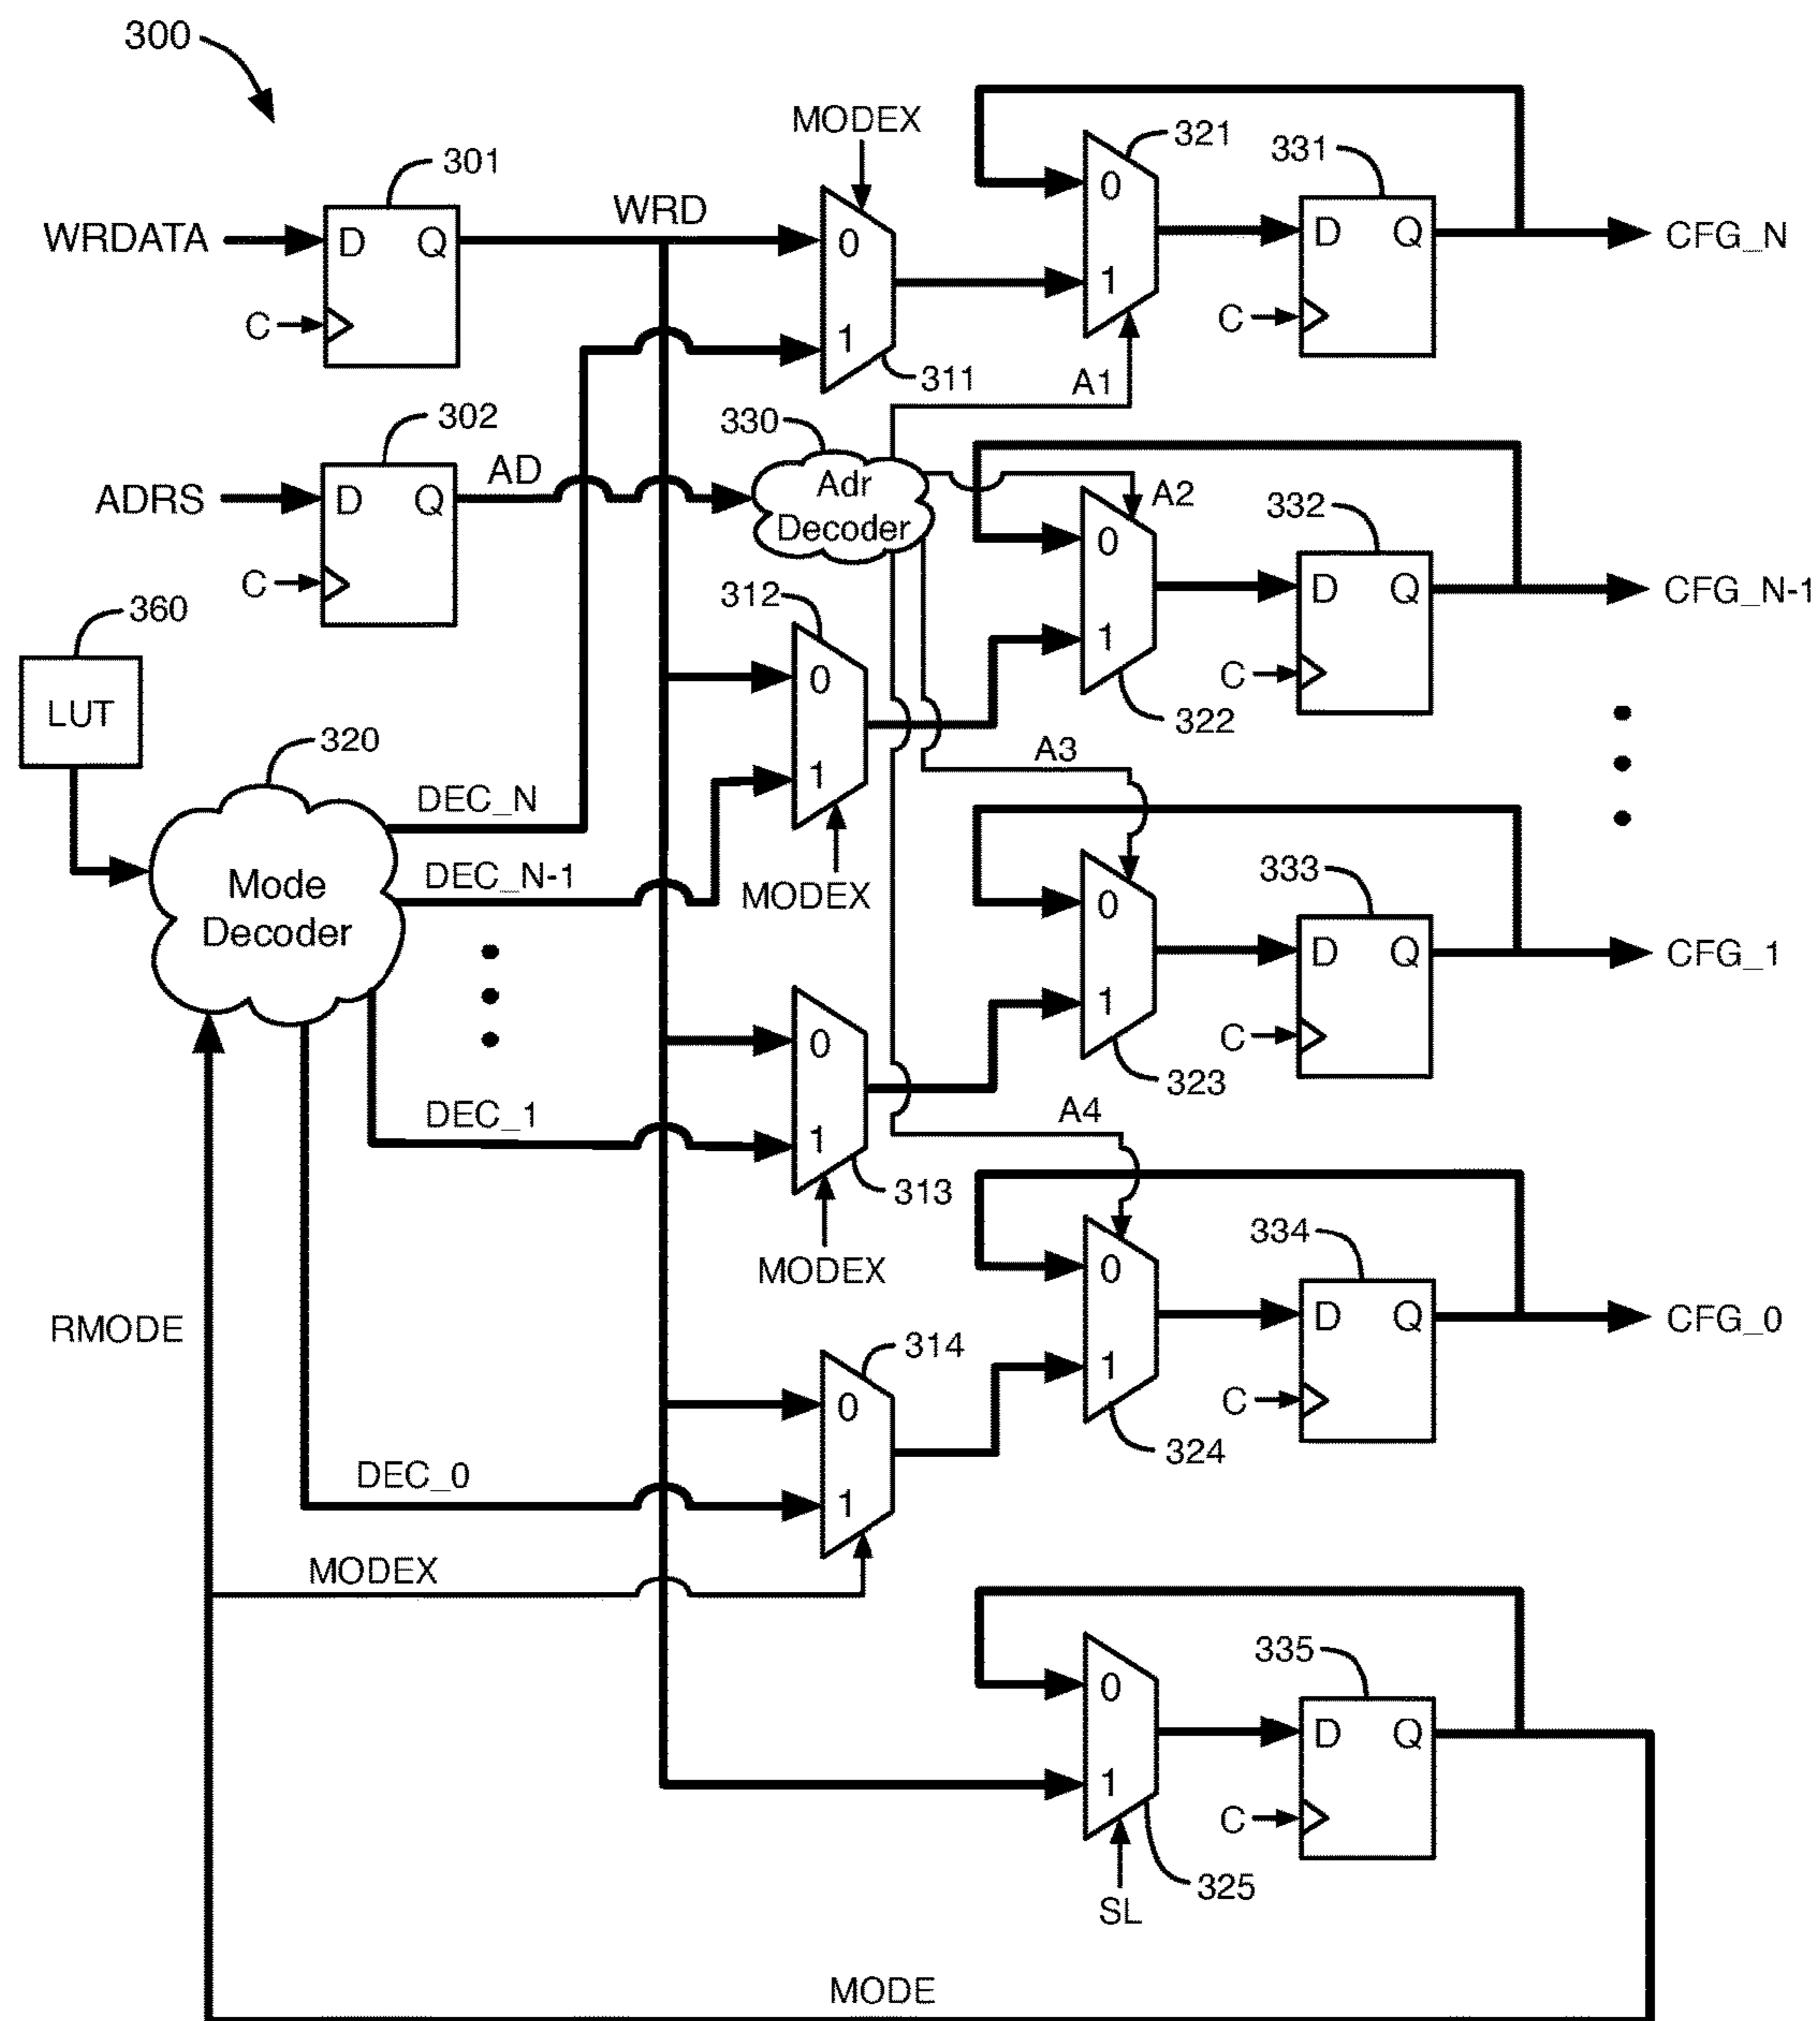 300
MODEX
321
331
301
WRD
WRDATA
D Q
0
0
1
D Q
CFG_N
C
1
C
311
A1
302
330
AD
ADRS
D Q
Adr
Decoder
A2
0
332
D Q
CFG_N-1
C
312
360
0
1
C
LUT
322
320
1
A3
DEC_N
Mode
Decoder
DEC_N-1
MODEX
0
333
D Q
CFG_1
0
1
C
323
DEC_1
1
A4
313
MODEX
0
334
RMODE
D Q
CFG_0
314
0
1
C
324
DEC_0
1
MODEX
335
0
D Q
1
C
325
SL
MODE